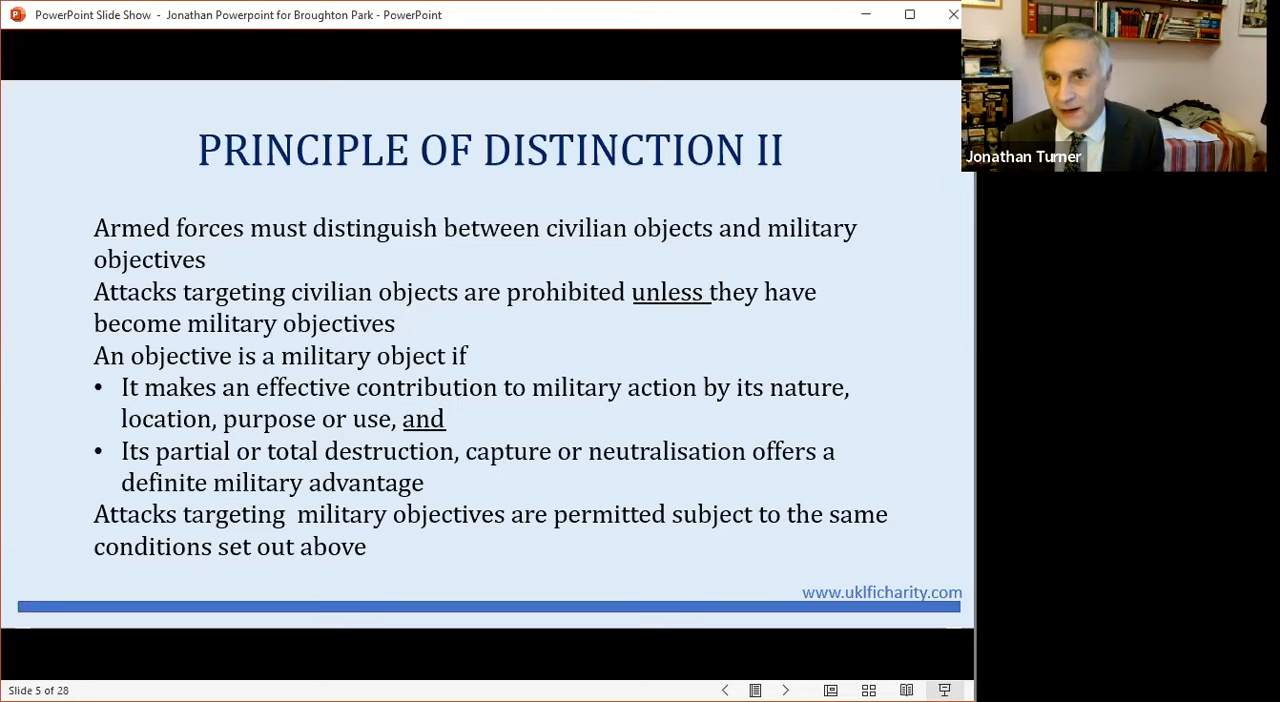 PowerPoint Slide Show - Jonathan Powerpoint for Broughton Park - PowerPoint
Jonathan Turner
PRINCIPLE OF DISTINCTION II
Armed forces must distinguish between civilian objects and military
objectives
Attacks targeting civilian objects are prohibited unless they have
become military objectives
An objective is a military object if
• It makes an effective contribution to military action by its nature,
location, purpose or use, and
• Its partial or total destruction, capture or neutralisation offers a
definite military advantage
Attacks targeting  military objectives are permitted subject to the same
conditions set out above
www.uklficharity.com
Slide 5 of 28